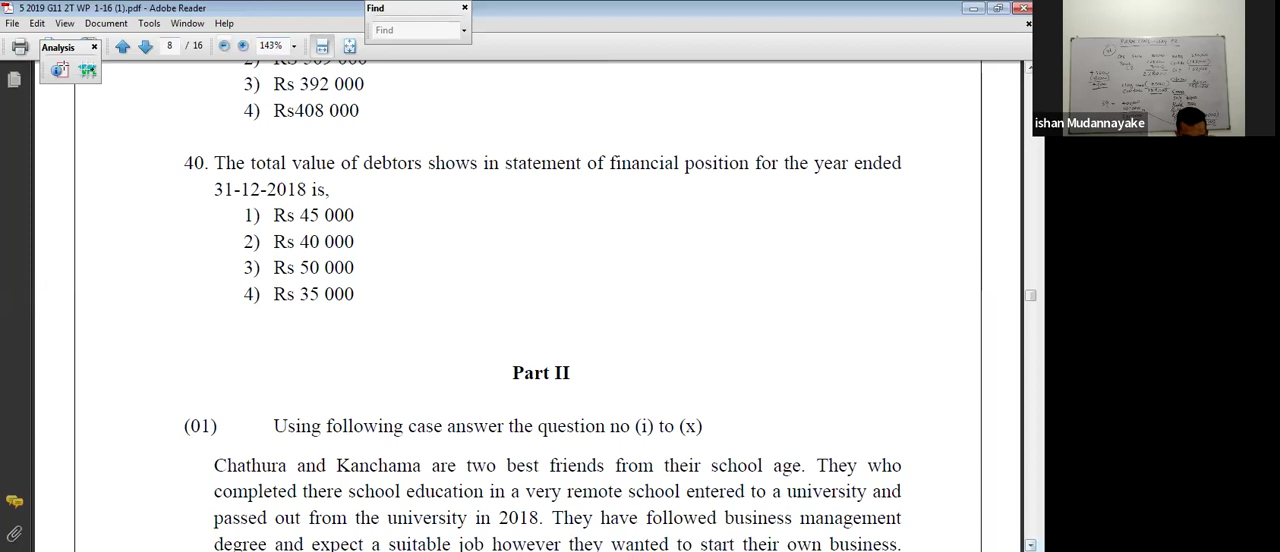 5 2019 G11 2T WP 1-16 (1).pdf - Adobe Reader
File Edit View Document Tools Window Help
Find
Find
Analysis
8 / 16
143%
3) Rs 392 000
4) Rs408 000
40. The total value of debtors shows in statement of financial position for the year ended
31-12-2018 is,
1) Rs 45 000
2) Rs 40 000
3) Rs 50 000
4) Rs 35 000
Part II
(01) Using following case answer the question no (i) to (x)
Chathura and Kanchama are two best friends from their school age. They who
completed there school education in a very remote school entered to a university and
passed out from the university in 2018. They have followed business management
degree and expect a suitable job however they wanted to start their own business.
ishan Mudannayake